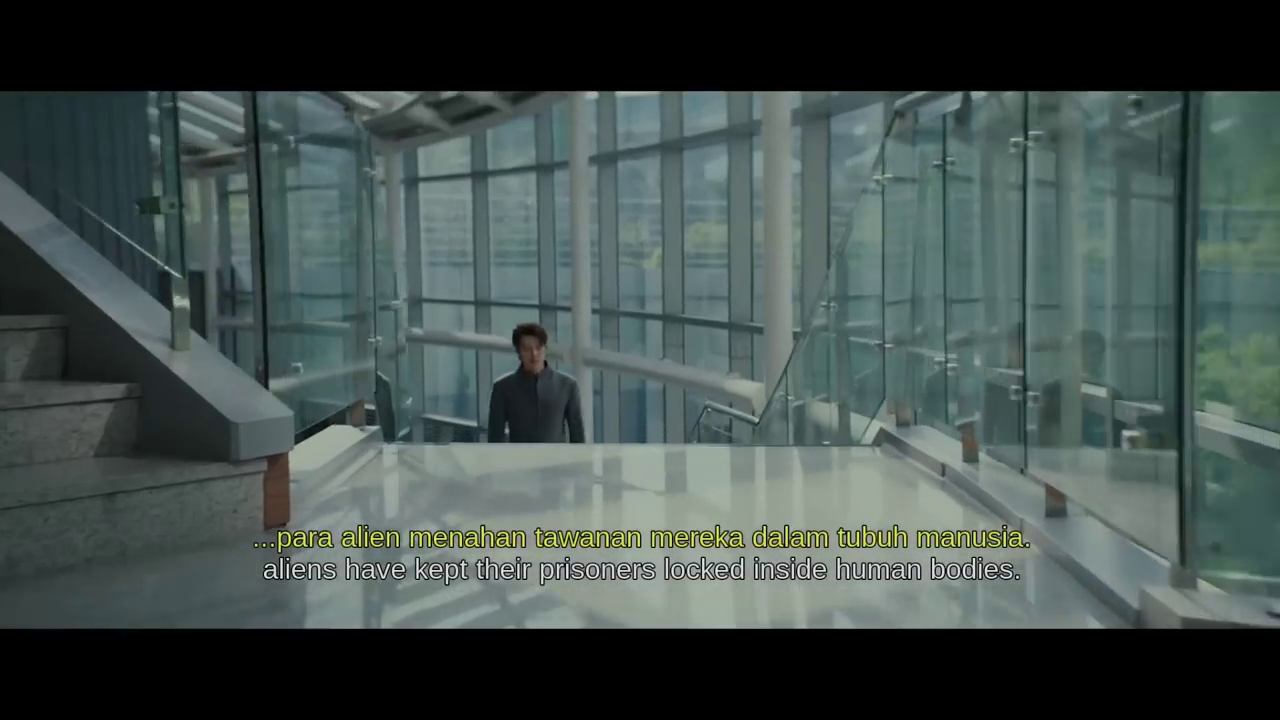 ...para alien menahan tawanan mereka dalam tubuh manusia.
aliens have kept their prisoners locked inside human bodies.